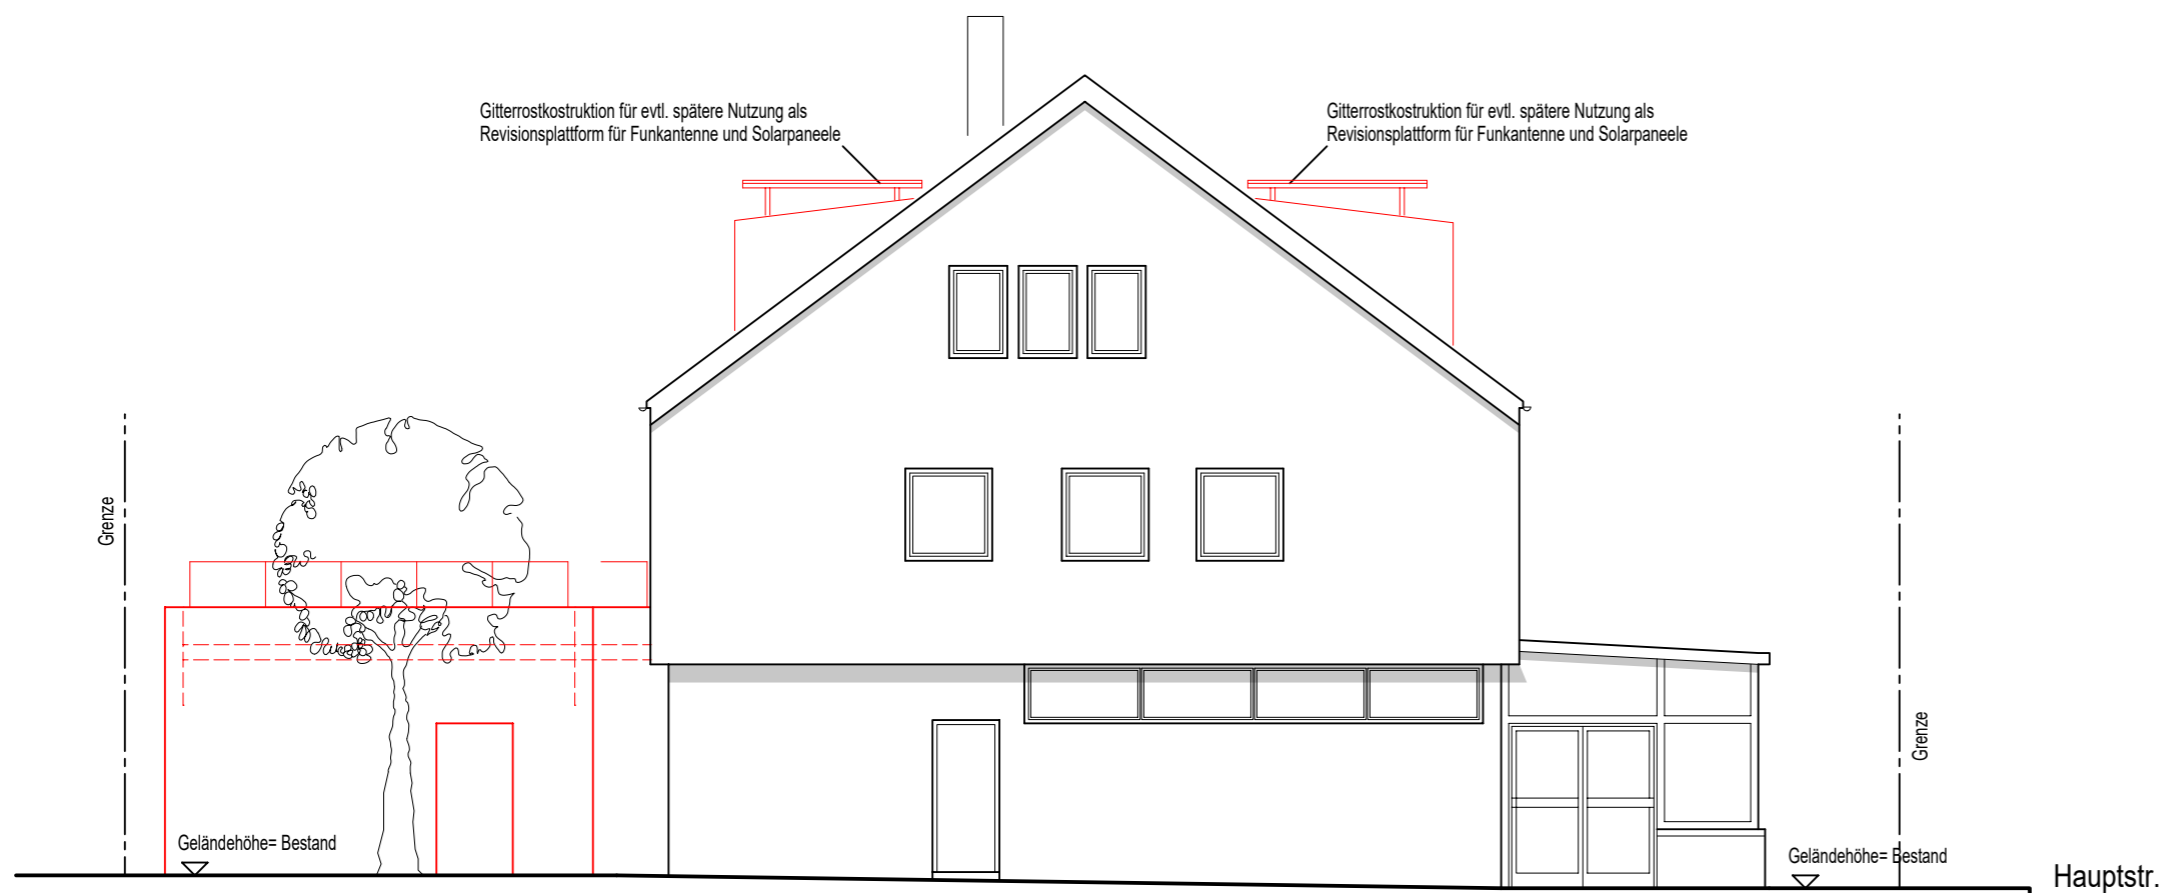 Gitterrostkostruktion für evtl. spätere Nutzung als
Revisionsplattform für Funkantenne und Solarpaneele
Gitterrostkostruktion für evtl. spätere Nutzung als
Revisionsplattform für Funkantenne und Solarpaneele
Grenze
Grenze
Geländehöhe= Bestand
Geländehöhe= Bestand
Hauptstr.